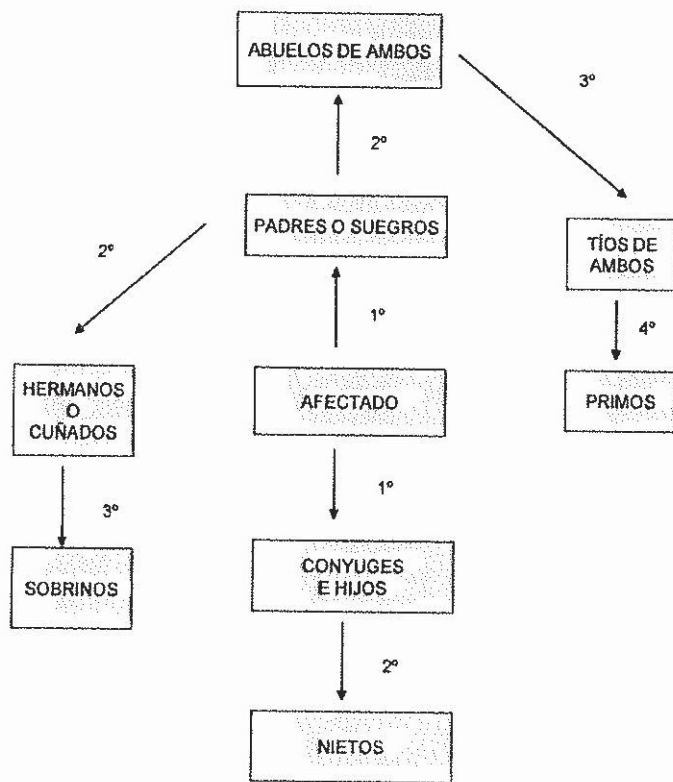 ABUELOS DE AMBOS
3º
2º
PADRES O SUEGROS
2º
TÍOS DE
AMBOS
1º
4º
HERMANOS
O
CUÑADOS
AFECTADO
PRIMOS
1º
3º
SOBRINOS
CONYUGES
E HIJOS
2º
NIETOS